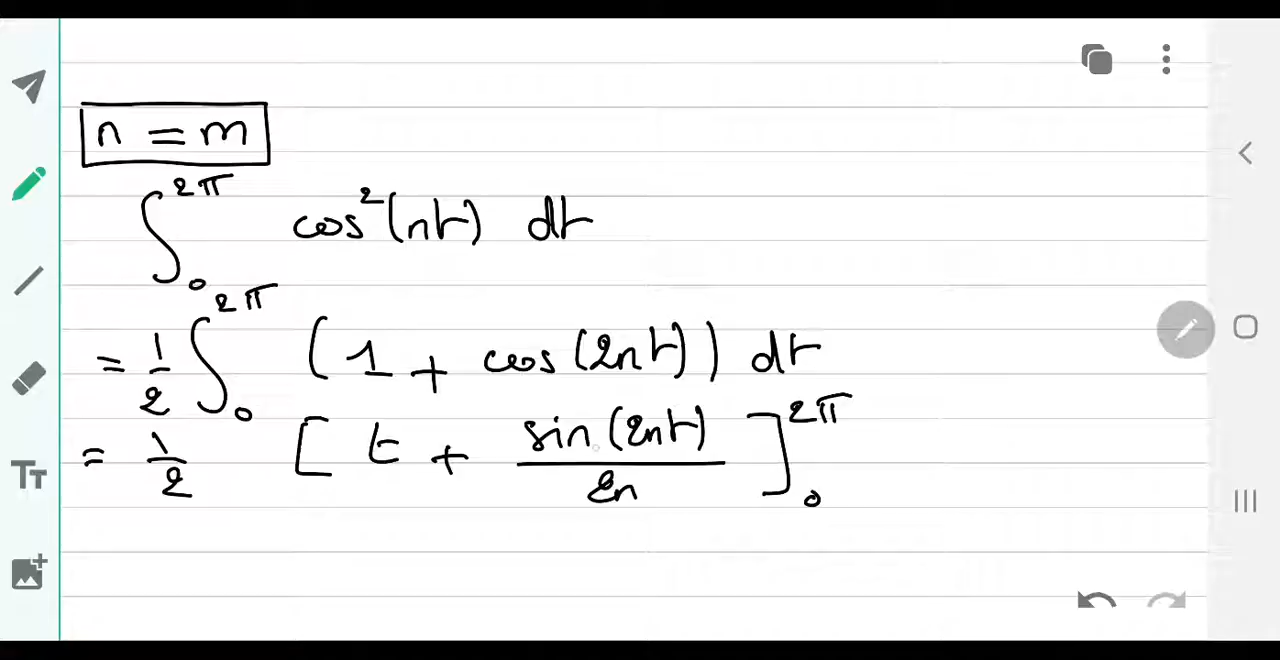 n = m
∫₀^{2π} cos²(nt) dt
= 1/2 ∫₀^{2π} (1 + cos(2nt)) dt
= 1/2 [t + sin(2nt)/2n]₀^{2π}
TT